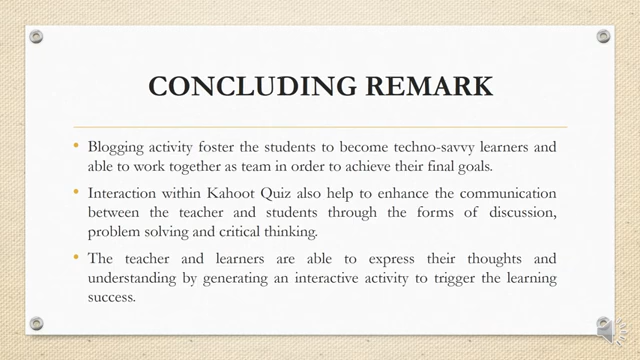 CONCLUDING REMARK
• Blogging activity foster the students to become techno-savvy learners and
able to work together as team in order to achieve their final goals.
• Interaction within Kahoot Quiz also help to enhance the communication
between the teacher and students through the forms of discussion,
problem solving and critical thinking.
• The teacher and learners are able to express their thoughts and
understanding by generating an interactive activity to trigger the learning
success.